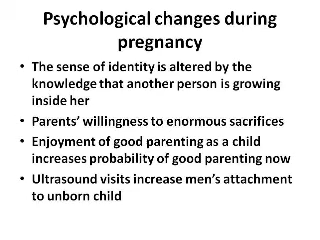 Psychological changes during
pregnancy
• The sense of identity is altered by the
knowledge that another person is growing
inside her
• Parents’ willingness to enormous sacrifices
• Enjoyment of good parenting as a child
increases probability of good parenting now
• Ultrasound visits increase men’s attachment
to unborn child